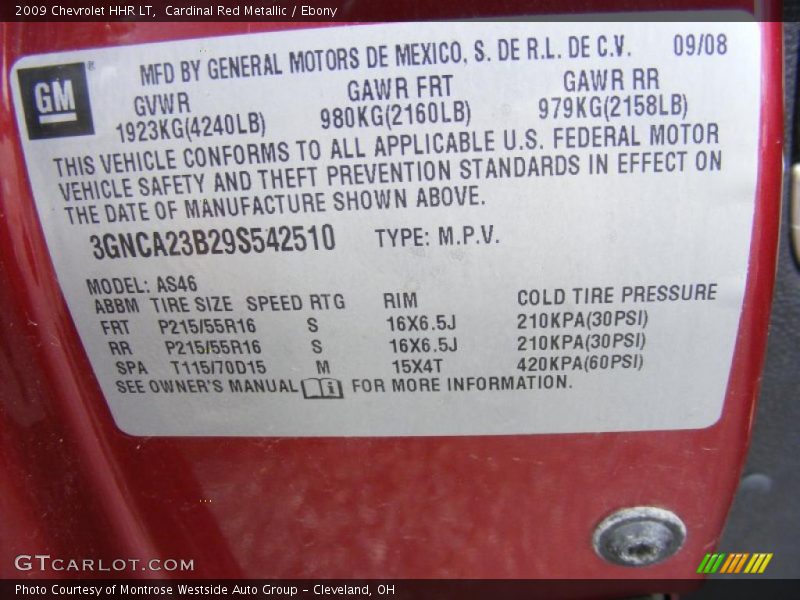 2009 Chevrolet HHR LT, Cardinal Red Metallic / Ebony
GM
®
MFD BY GENERAL MOTORS DE MEXICO, S. DE R.L. DE C.V. 09/08
GVWR GAWR FRT GAWR RR
1923KG(4240LB) 980KG(2160LB) 979KG(2158LB)
THIS VEHICLE CONFORMS TO ALL APPLICABLE U.S. FEDERAL MOTOR
VEHICLE SAFETY AND THEFT PREVENTION STANDARDS IN EFFECT ON
THE DATE OF MANUFACTURE SHOWN ABOVE.
3GNCA23B29S542510 TYPE: M.P.V.
MODEL: AS46
ABBM TIRE SIZE SPEED RTG RIM COLD TIRE PRESSURE
FRT P215/55R16 S 16X6.5J 210KPA(30PSI)
RR P215/55R16 S 16X6.5J 210KPA(30PSI)
SPA T115/70D15 M 15X4T 420KPA(60PSI)
SEE OWNER'S MANUAL i FOR MORE INFORMATION.
GTCARLOT.COM
Photo Courtesy of Montrose Westside Auto Group - Cleveland, OH